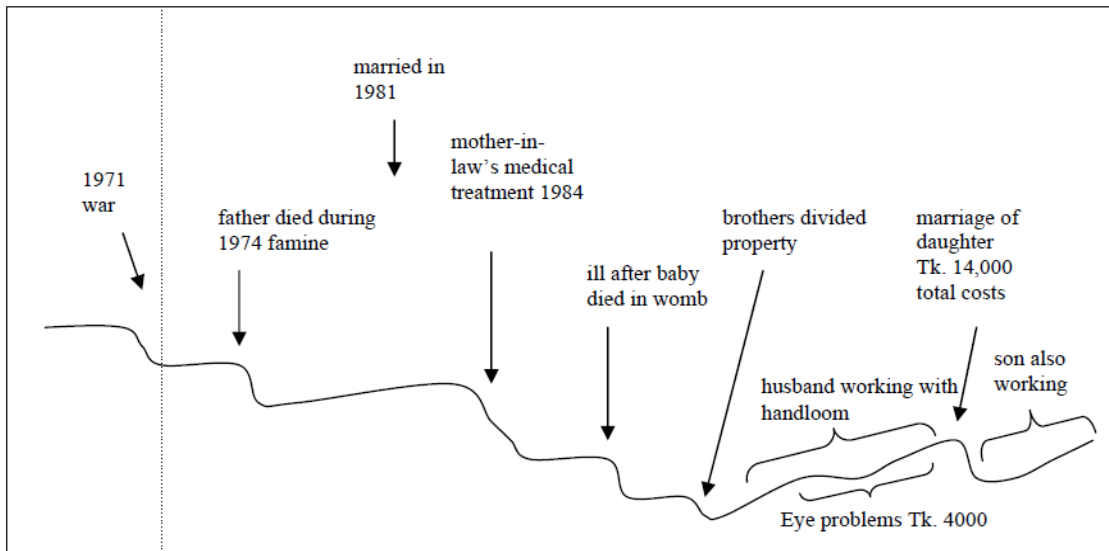 1971
war
father died during
1974 famine
married in
1981
mother-in-
law's medical
treatment 1984
ill after baby
died in womb
brothers divided
property
husband working with
handloom
Eye problems Tk. 4000
marriage of
daughter
Tk. 14,000
total costs
son also
working